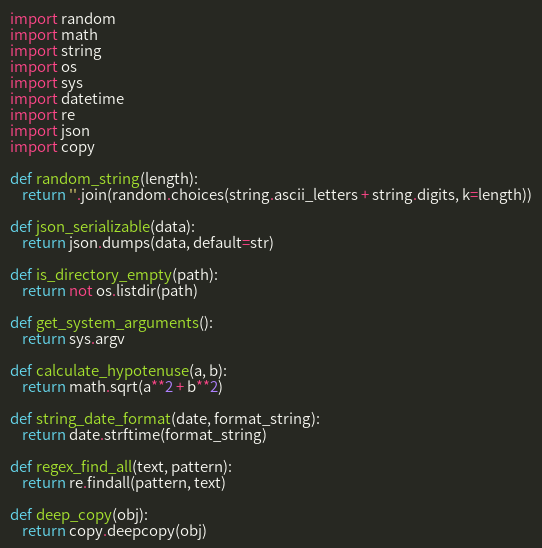 import random
import math
import string
import os
import sys
import datetime
import re
import json
import copy

def random_string(length):
    return ''.join(random.choices(string.ascii_letters + string.digits, k=length))

def json_serializable(data):
    return json.dumps(data, default=str)

def is_directory_empty(path):
    return not os.listdir(path)

def get_system_arguments():
    return sys.argv

def calculate_hypotenuse(a, b):
    return math.sqrt(a**2 + b**2)

def string_date_format(date, format_string):
    return date.strftime(format_string)

def regex_find_all(text, pattern):
    return re.findall(pattern, text)

def deep_copy(obj):
    return copy.deepcopy(obj)